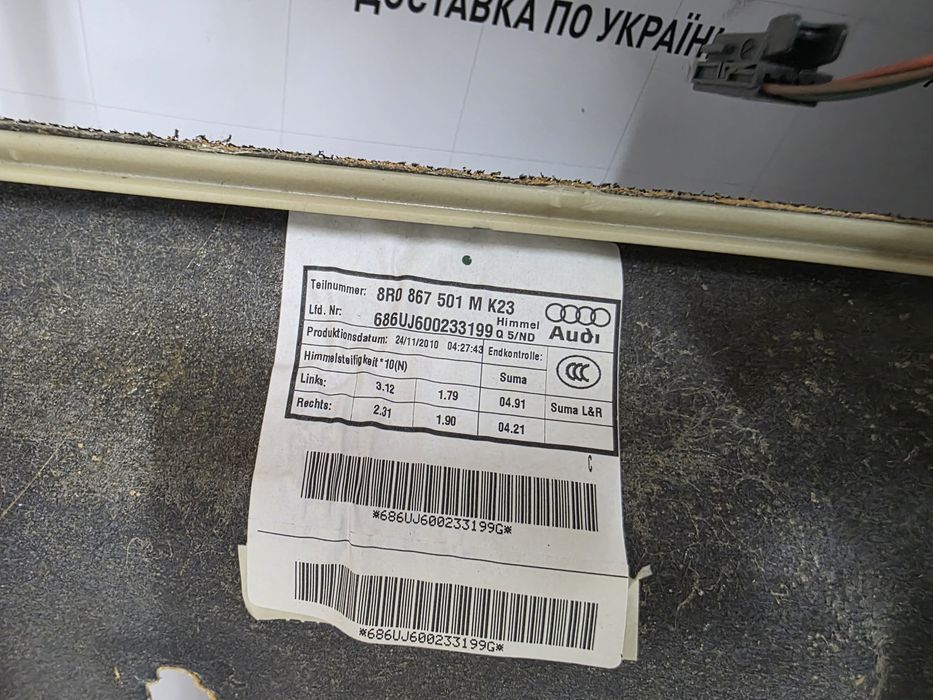 ДОСТАВКА ПО УКРАЇНІ
Teilnummer: 8R0 867 501 M K23
Lfd. Nr: 686UJ600233199 Himmel Q 5/ND
Audi
Produktionsdatum: 24/11/2010 04:27:43 Endkontrolle:
CCC
Himmelsteifigkeit*10(N) Suma
Links: 3.12 1.79 04.91 Suma L&R
Rechts: 2.31 1.90 04.21
C
*686UJ600233199G*
*686UJ600233199G*